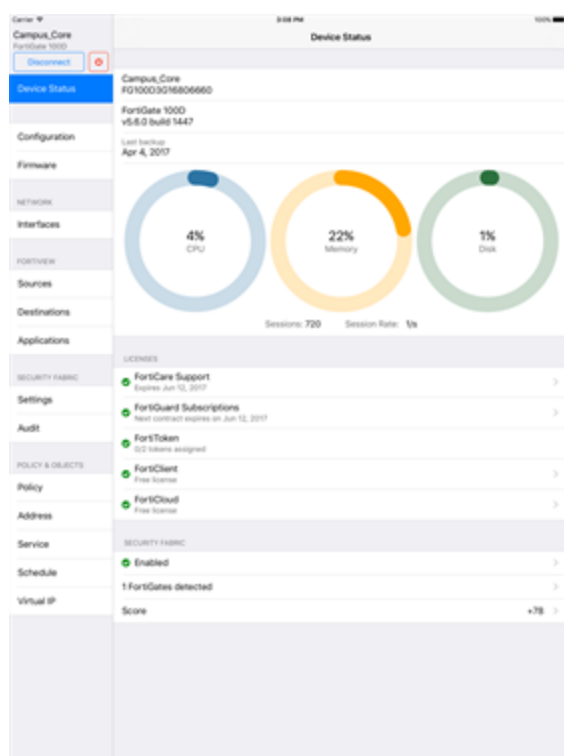 Carrier
3:08 PM
100%
Campus_Core
FortiGate 100D
Disconnect
Device Status
Configuration
Firmware
NETWORK
Interfaces
FORTIVIEW
Sources
Destinations
Applications
SECURITY FABRIC
Settings
Audit
POLICY & OBJECTS
Policy
Address
Service
Schedule
Virtual IP
Device Status
Campus_Core
FG100D3G16806660
FortiGate 100D
v5.6.0 build 1447
Last backup
Apr 4, 2017
4%
CPU
22%
Memory
1%
Disk
Sessions: 720 Session Rate: 1/s
LICENSES
FortiCare Support
Expires Jun 12, 2017
FortiGuard Subscriptions
Next contract expires on Jun 12, 2017
FortiToken
0/2 tokens assigned
FortiClient
Free license
FortiCloud
Free license
SECURITY FABRIC
Enabled
1 FortiGates detected
Score +78